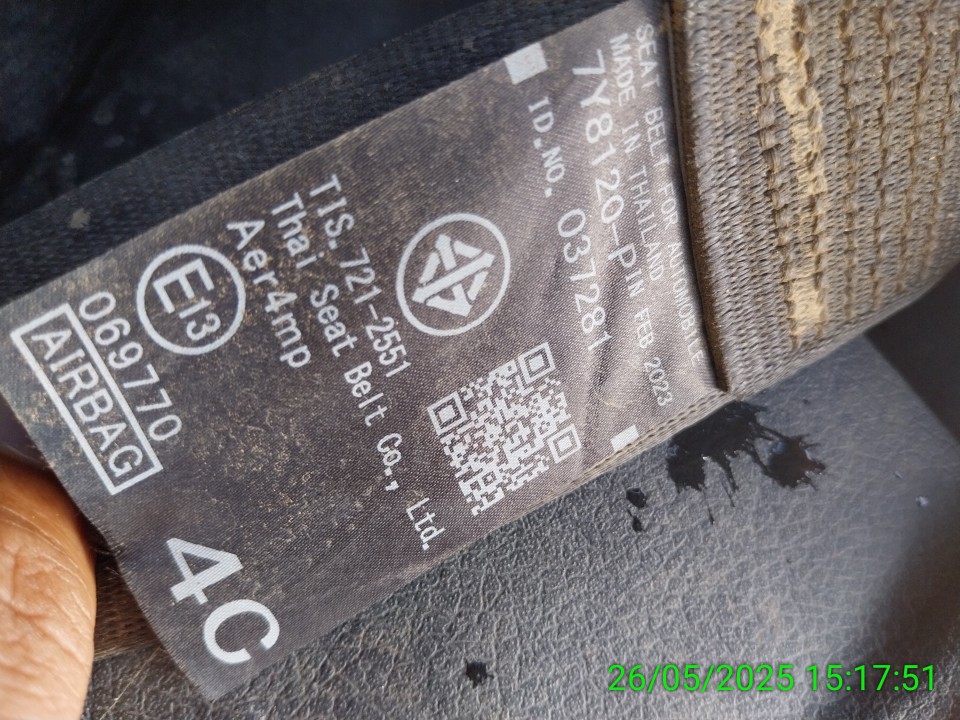 SEAT BELT FOR AUTOMOBILE
MADE IN THAILAND FEB 2023
7Y8120-PIN
ID.NO. 037281
TIS.721-2551
Thai Seat Belt Co., Ltd.
Aer4mp
E13
069770
AIRBAG
4C
26/05/2025 15:17:51